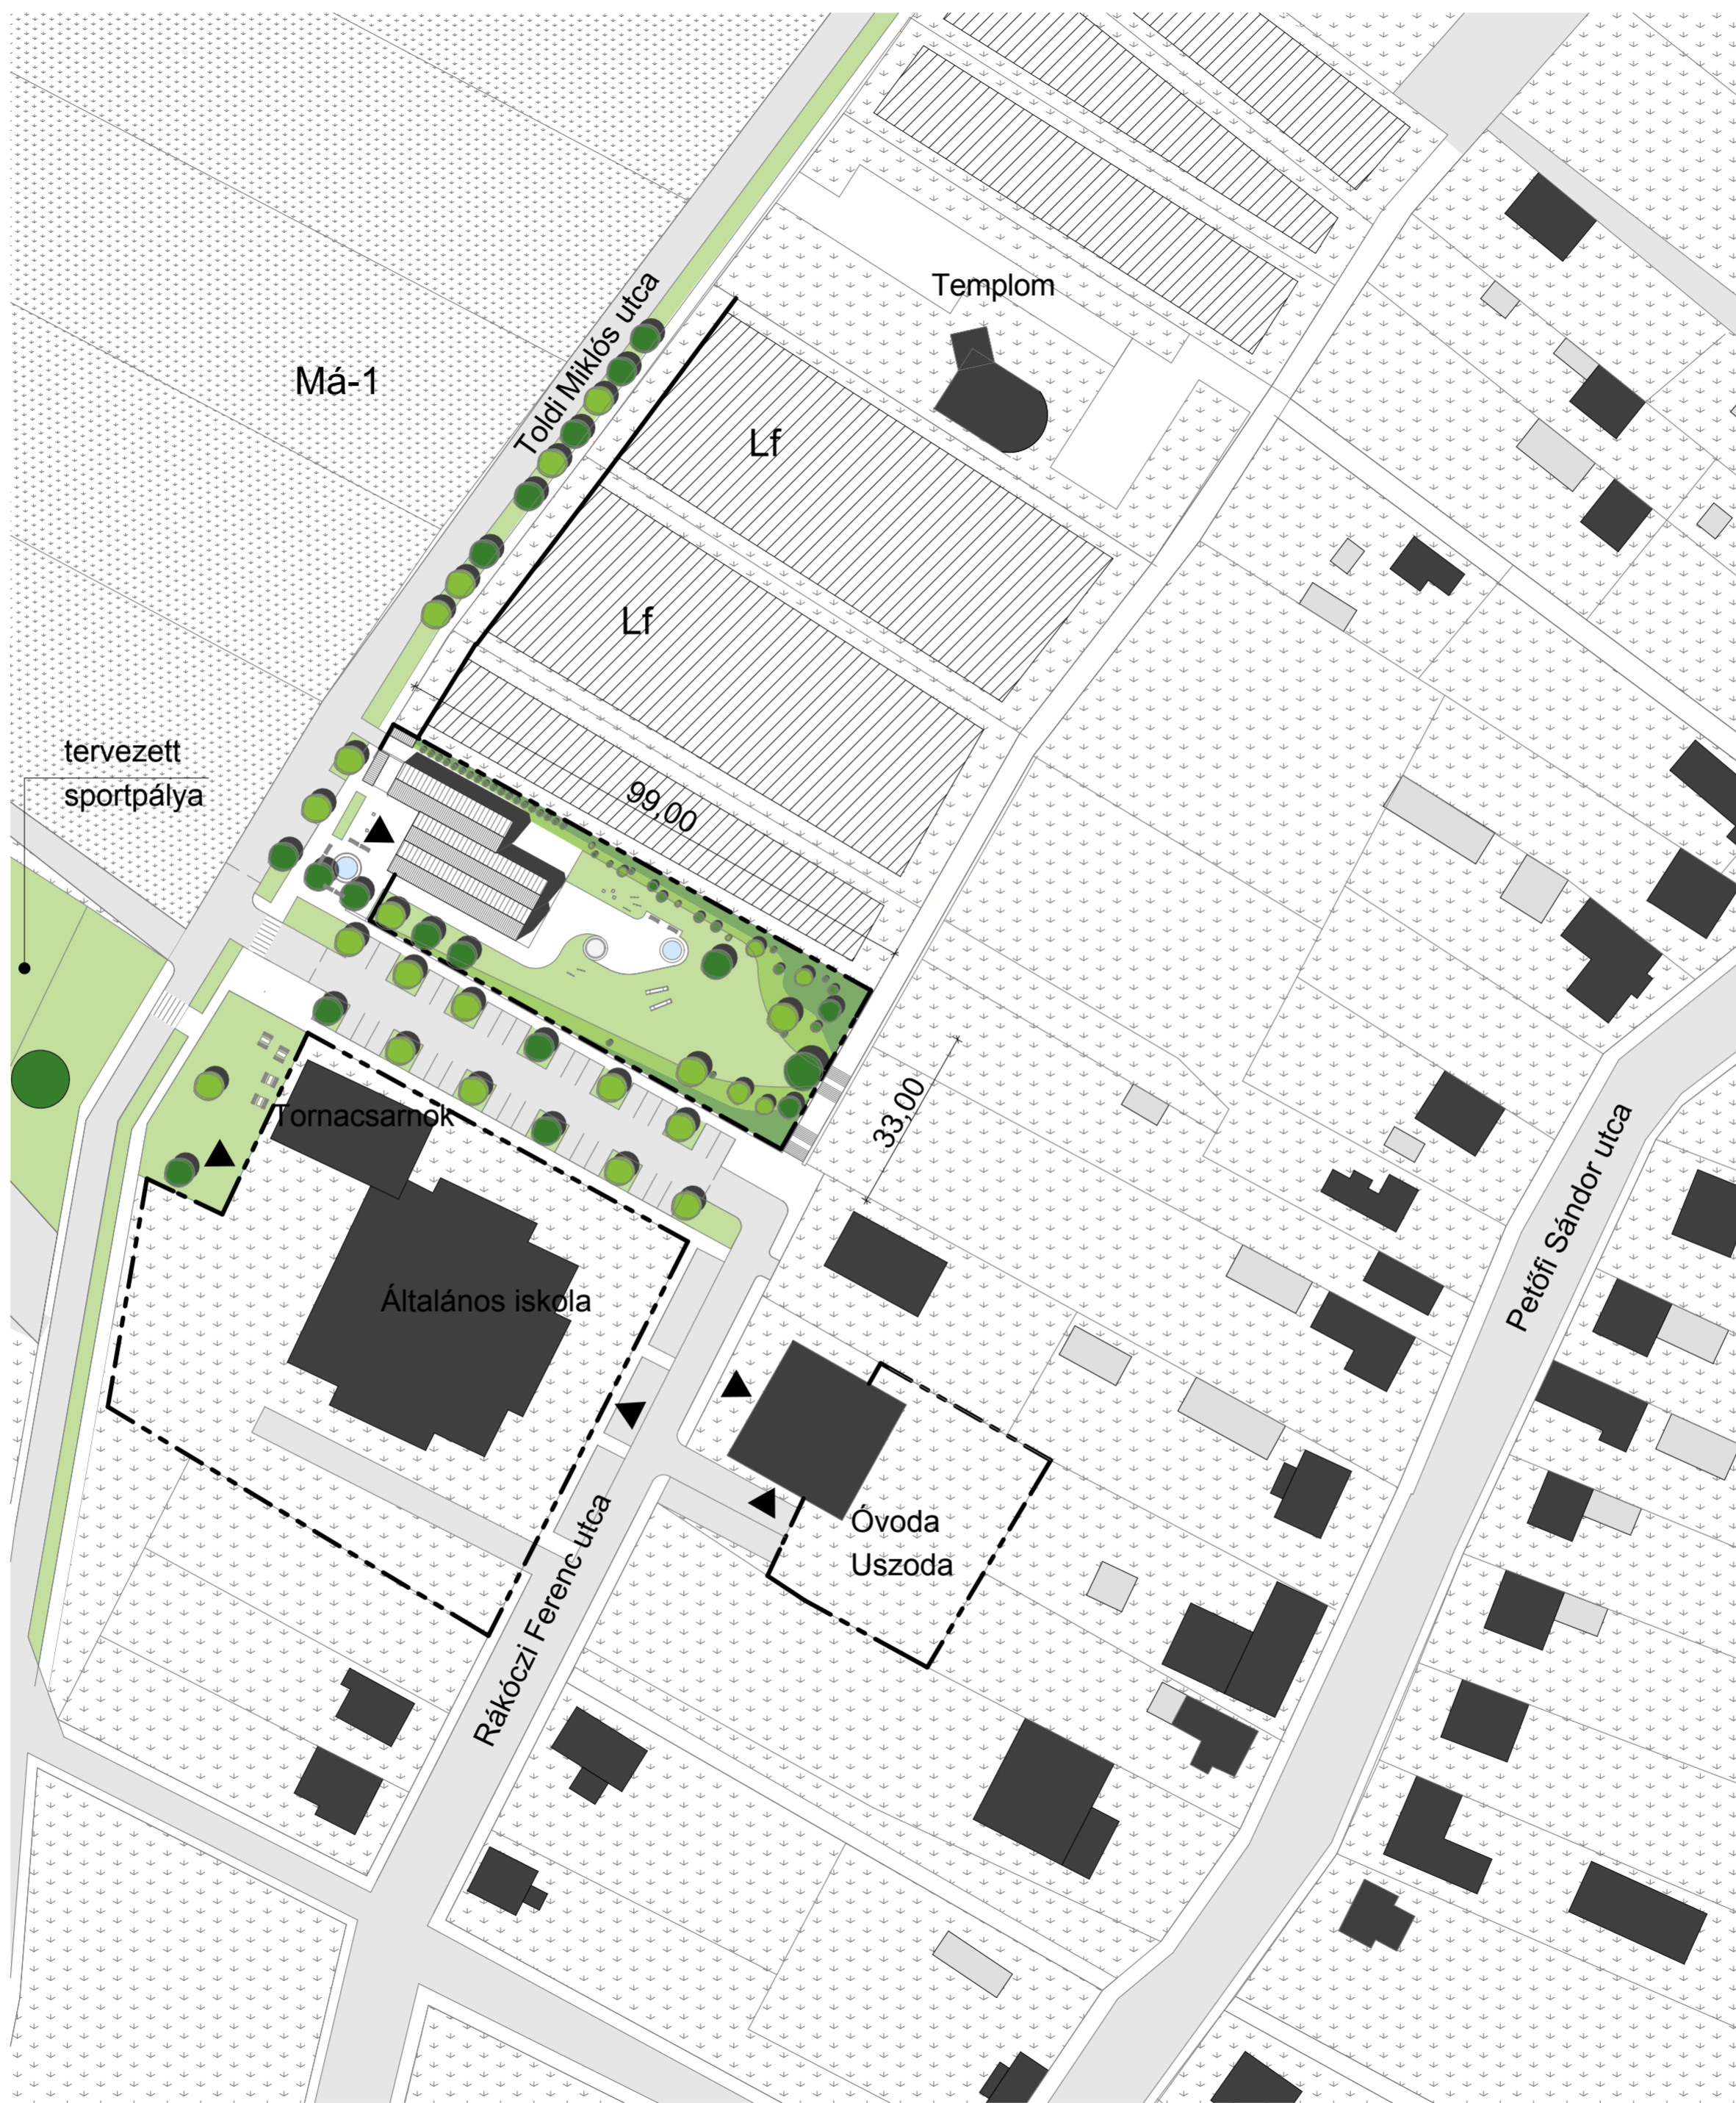 Templom
Toldi Miklós utca
Má-1
Lf
Lf
tervezett
sportpálya
99,00
33,00
Tornacsarnok
Petőfi Sándor utca
Általános iskola
Óvoda
Uszoda
Rákóczi Ferenc utca